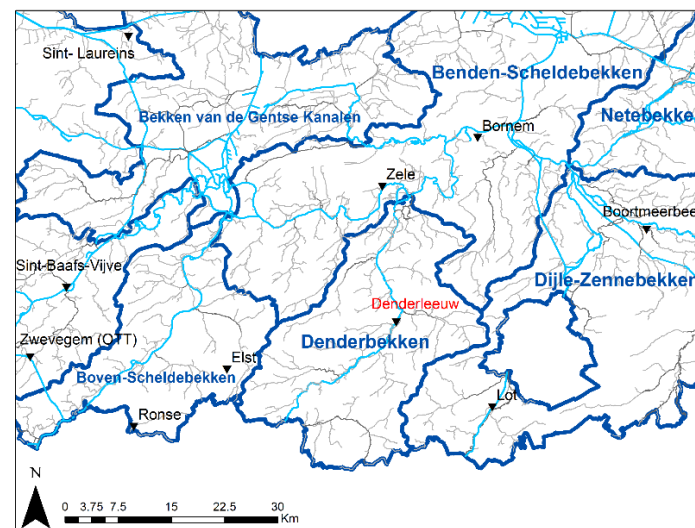 Sint- Laureins
Benden-Scheldebekken
Bekken van de Gentse Kanalen
Netebekke
Bornem
Zele
Boortmeerbee
Sint-Baafs-Vijve
Dijle-Zennebekken
Denderleeuw
Denderbekken
Zwevegem (OTT)
Elst
Boven-Scheldebekken
Lot
Ronse
N
0 3.75 7.5 15 22.5 30
Km